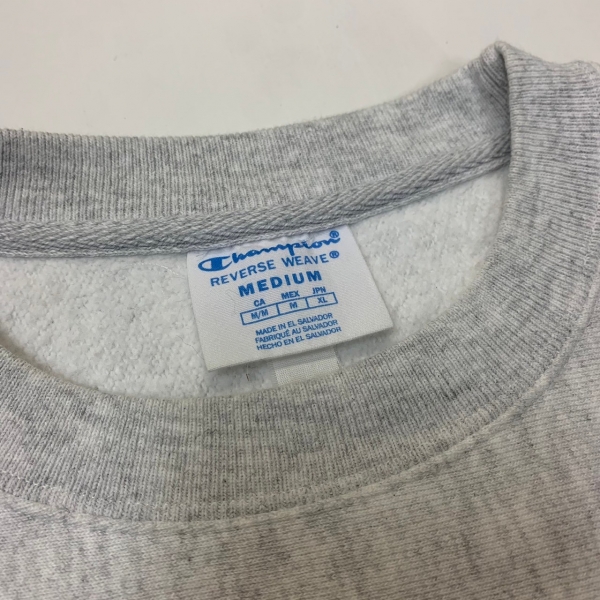 Champion®
REVERSE WEAVE®
MEDIUM
CA MEX JPN
M/M M XL
MADE IN EL SALVADOR
FABRIQUÉ AU SALVADOR
HECHO EN EL SALVADOR